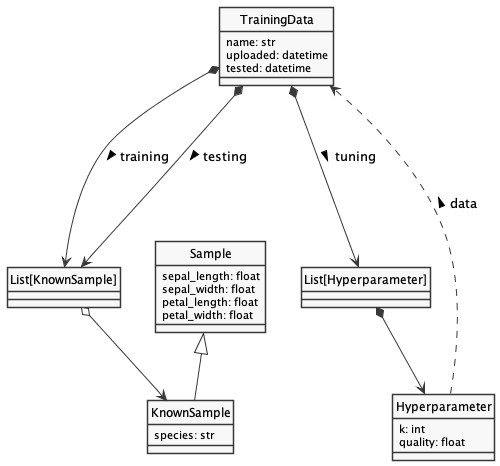 TrainingData
name: str
uploaded: datetime
tested: datetime
training
testing
tuning
data
Sample
sepal_length: float
sepal_width: float
petal_length: float
petal_width: float
List[KnownSample]
List[Hyperparameter]
KnownSample
species: str
Hyperparameter
k: int
quality: float